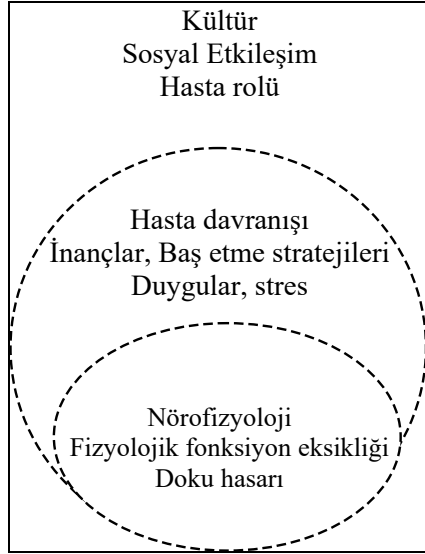 Kültür
Sosyal Etkileşim
Hasta rolü
Hasta davranışı
İnançlar, Baş etme stratejileri
Duygular, stres
Nörofizyoloji
Fizyolojik fonksiyon eksikliği
Doku hasarı